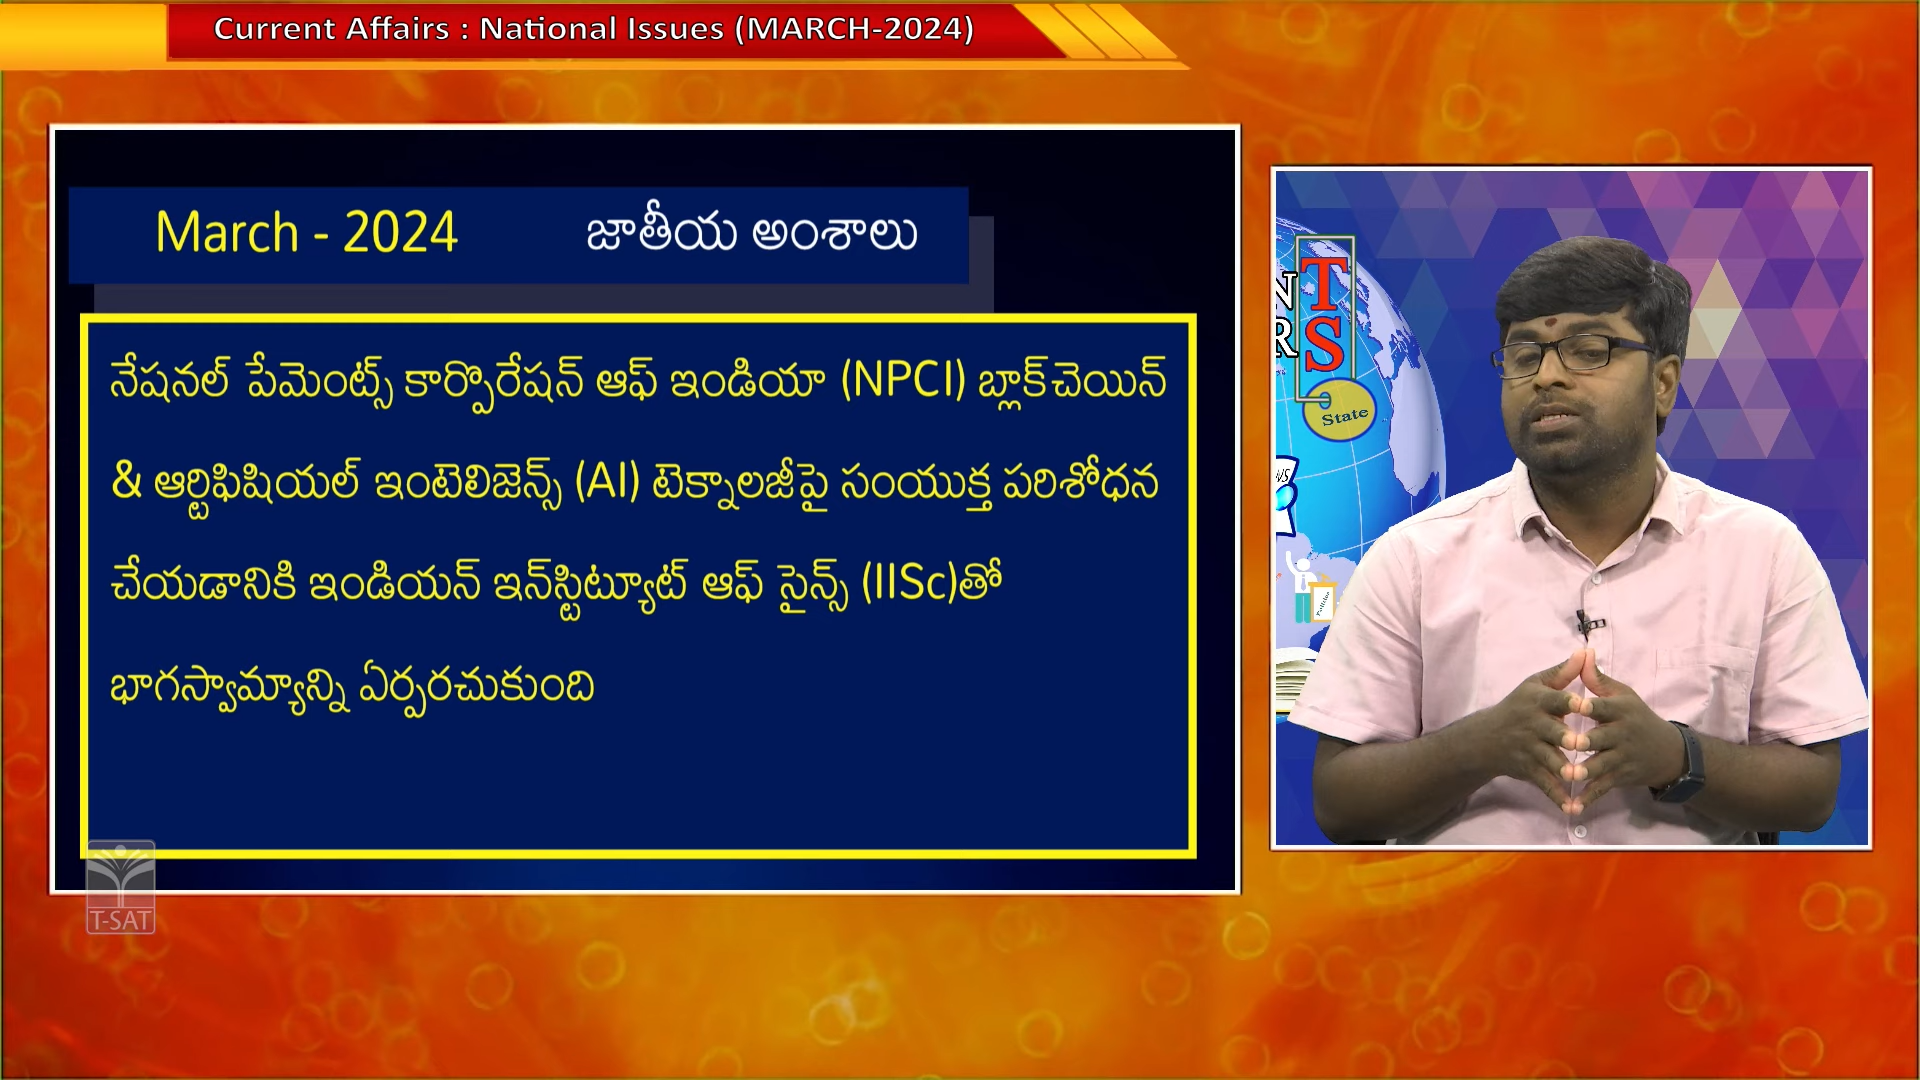 Current Affairs : National Issues (MARCH-2024)
March - 2024 జాతీయ అంశాలు
నేషనల్ పేమెంట్స్ కార్పొరేషన్ ఆఫ్ ఇండియా (NPCI) బ్లాక్‌చెయిన్
& ఆర్టిఫిషియల్ ఇంటెలిజెన్స్ (AI) టెక్నాలజీపై సంయుక్త పరిశోధన
చేయడానికి ఇండియన్ ఇన్‌స్టిట్యూట్ ఆఫ్ సైన్స్ (IISc)తో
భాగస్వామ్యాన్ని ఏర్పరచుకుంది
T-SAT
TS
State